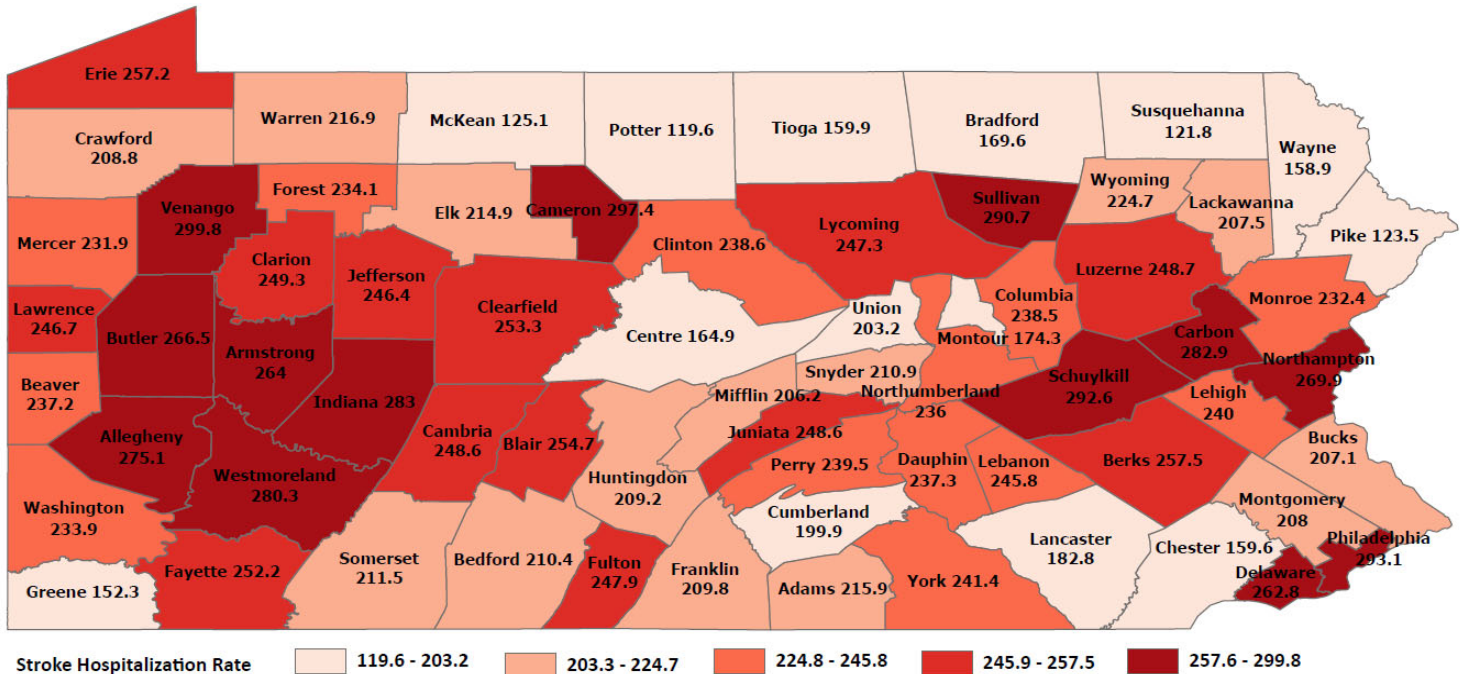 Erie 257.2
Crawford
208.8
Warren 216.9
McKean 125.1
Potter 119.6
Tioga 159.9
Bradford
169.6
Susquehanna
121.8
Wayne
158.9
Venango
299.8
Forest 234.1
Elk 214.9
Cameron 297.4
Mercer 231.9
Clarion
249.3
Jefferson
246.4
Clinton 238.6
Lycoming
247.3
Sullivan
290.7
Wyoming
224.7
Lackawanna
207.5
Pike 123.5
Lawrence
246.7
Butler 266.5
Armstrong
264
Clearfield
253.3
Centre 164.9
Union
203.2
Columbia
238.5
Montour 174.3
Luzerne 248.7
Monroe 232.4
Carbon
282.9
Northampton
269.9
Beaver
237.2
Allegheny
275.1
Indiana 283
Cambria
248.6
Blair 254.7
Mifflin 206.2
Snyder 210.9
Northumberland
236
Schuylkill
292.6
Lehigh
240
Juniata 248.6
Perry 239.5
Dauphin
237.3
Lebanon
245.8
Berks 257.5
Bucks
207.1
Washington
233.9
Westmoreland
280.3
Huntingdon
209.2
Cumberland
199.9
Lancaster
182.8
Chester 159.6
Montgomery
208
Philadelphia
293.1
Delaware
262.8
Greene 152.3
Fayette 252.2
Somerset
211.5
Bedford 210.4
Fulton
247.9
Franklin
209.8
Adams 215.9
York 241.4
Stroke Hospitalization Rate 119.6 - 203.2 203.3 - 224.7 224.8 - 245.8 245.9 - 257.5 257.6 - 299.8